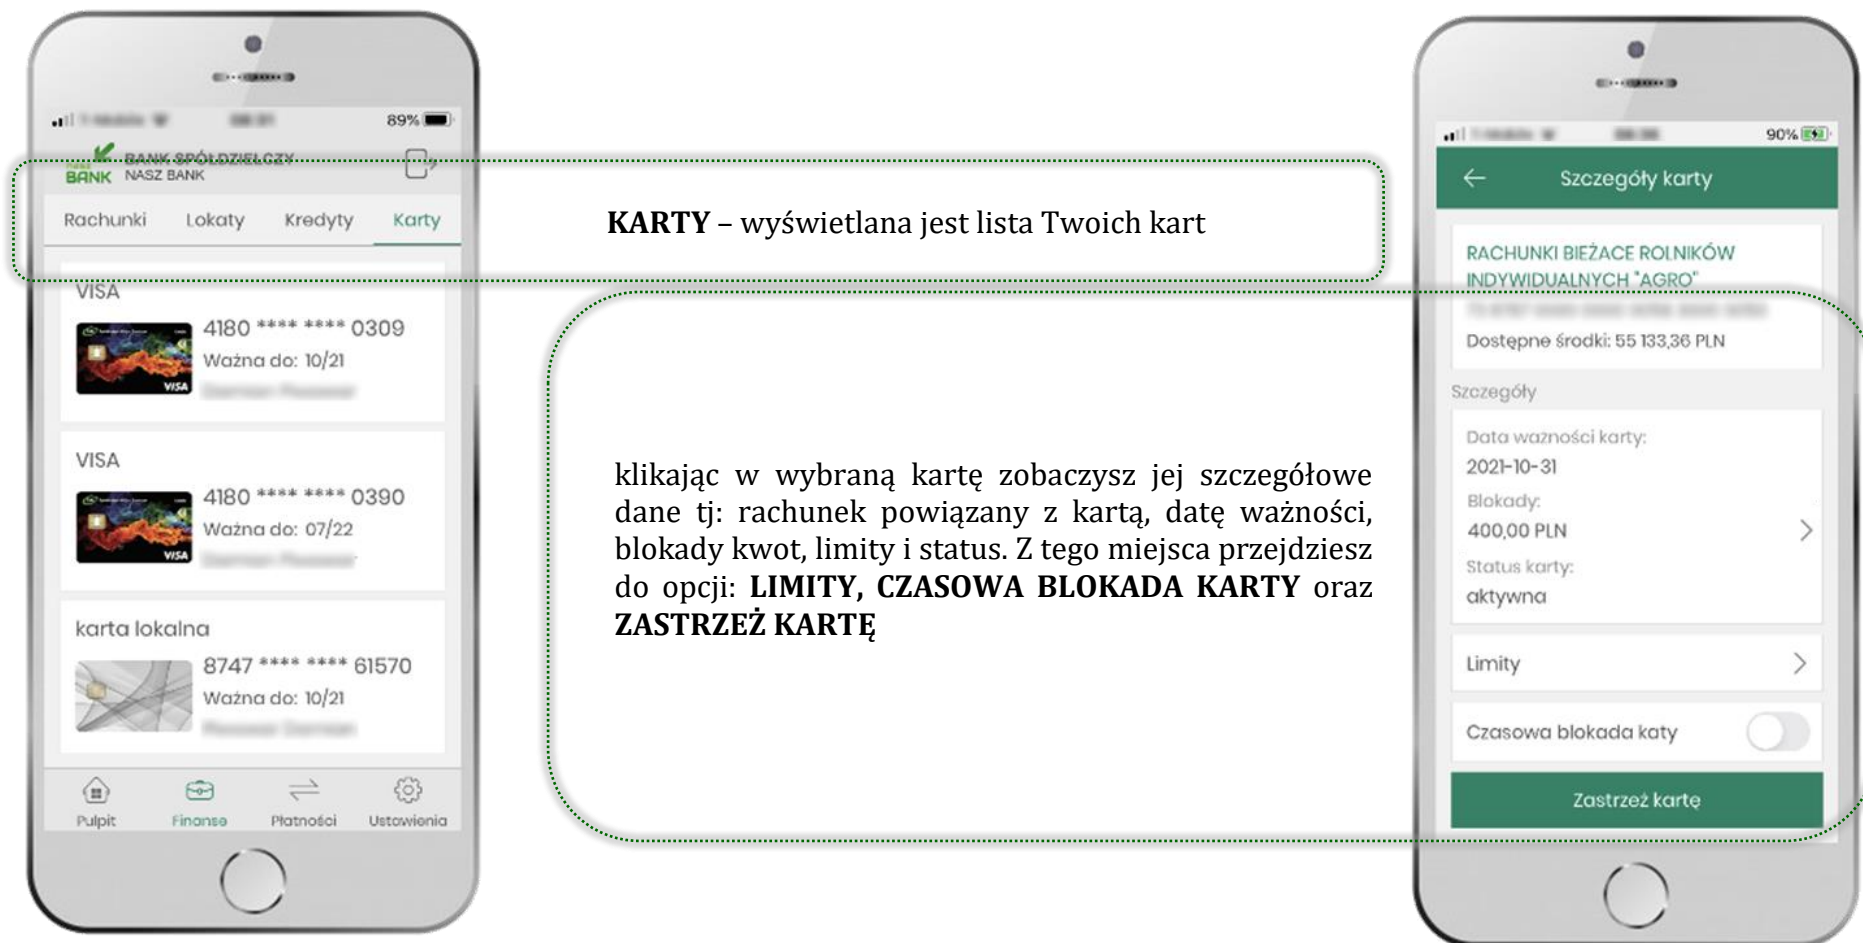 89%
nasz BANK
BANK SPÓŁDZIELCZY
NASZ BANK
Rachunki Lokaty Kredyty Karty
VISA
4180 **** **** 0309
Ważna do: 10/21
VISA
VISA
4180 **** **** 0390
Ważna do: 07/22
VISA
karta lokalna
8747 **** **** 61570
Ważna do: 10/21
Pulpit Finanse Płatności Ustawienia
KARTY – wyświetlana jest lista Twoich kart
klikając w wybraną kartę zobaczysz jej szczegółowe
dane tj: rachunek powiązany z kartą, datę ważności,
blokady kwot, limity i status. Z tego miejsca przejdziesz
do opcji: LIMITY, CZASOWA BLOKADA KARTY oraz
ZASTRZEŻ KARTĘ
90%
Szczegóły karty
RACHUNKI BIEŻACE ROLNIKÓW
INDYWIDUALNYCH "AGRO"
Dostępne środki: 55 133,36 PLN
Szczegóły
Data ważności karty:
2021-10-31
Blokady:
400,00 PLN
Status karty:
aktywna
Limity
Czasowa blokada katy
Zastrzeż kartę